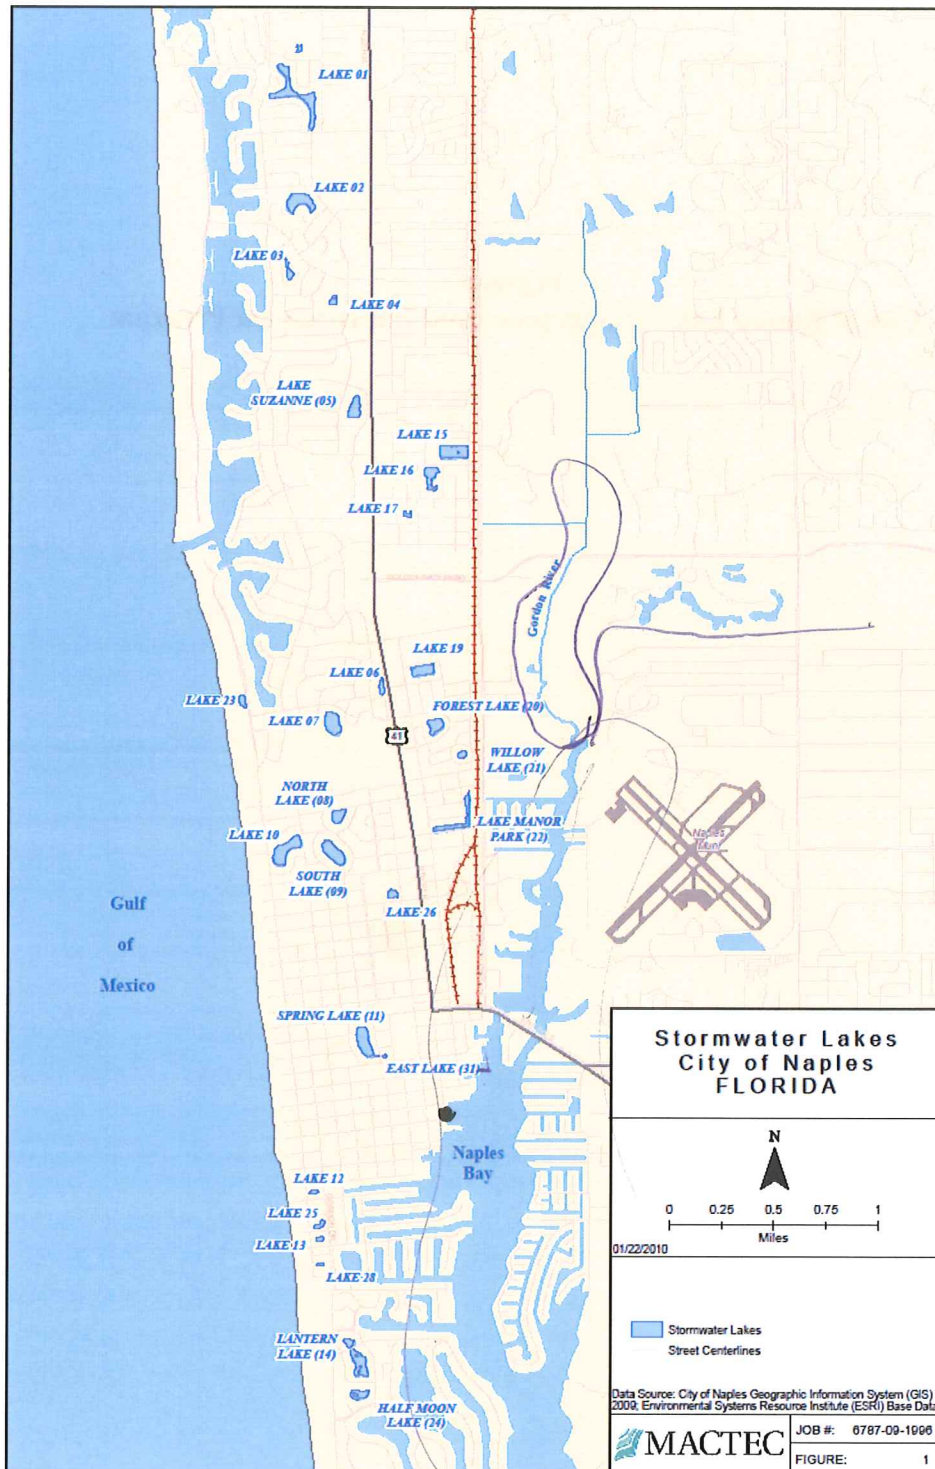 LAKE 01
LAKE 02
LAKE 03
LAKE 04
LAKE
SUZANNE (05)
LAKE 15
LAKE 16
LAKE 17
Gordon River
LAKE 19
LAKE 06
LAKE 23
LAKE 07
FOREST LAKE (20)
41
WILLOW
LAKE (21)
NORTH
LAKE (08)
LAKE 10
LAKE MANOR
PARK (22)
Naples
Muni
SOUTH
LAKE (09)
LAKE 26
Gulf
of
Mexico
SPRING LAKE (11)
EAST LAKE (31)
Naples
Bay
LAKE 12
LAKE 25
LAKE 13
LAKE 28
LANTERN
LAKE (14)
HALF MOON
LAKE (24)
Stormwater Lakes
City of Naples
FLORIDA
N
0 0.25 0.5 0.75 1
Miles
01/22/2010
Stormwater Lakes
Street Centerlines
Data Source: City of Naples Geographic Information System (GIS)
2009; Environmental Systems Resource Institute (ESRI) Base Data
MACTEC
JOB #: 6787-09-1996
FIGURE: 1